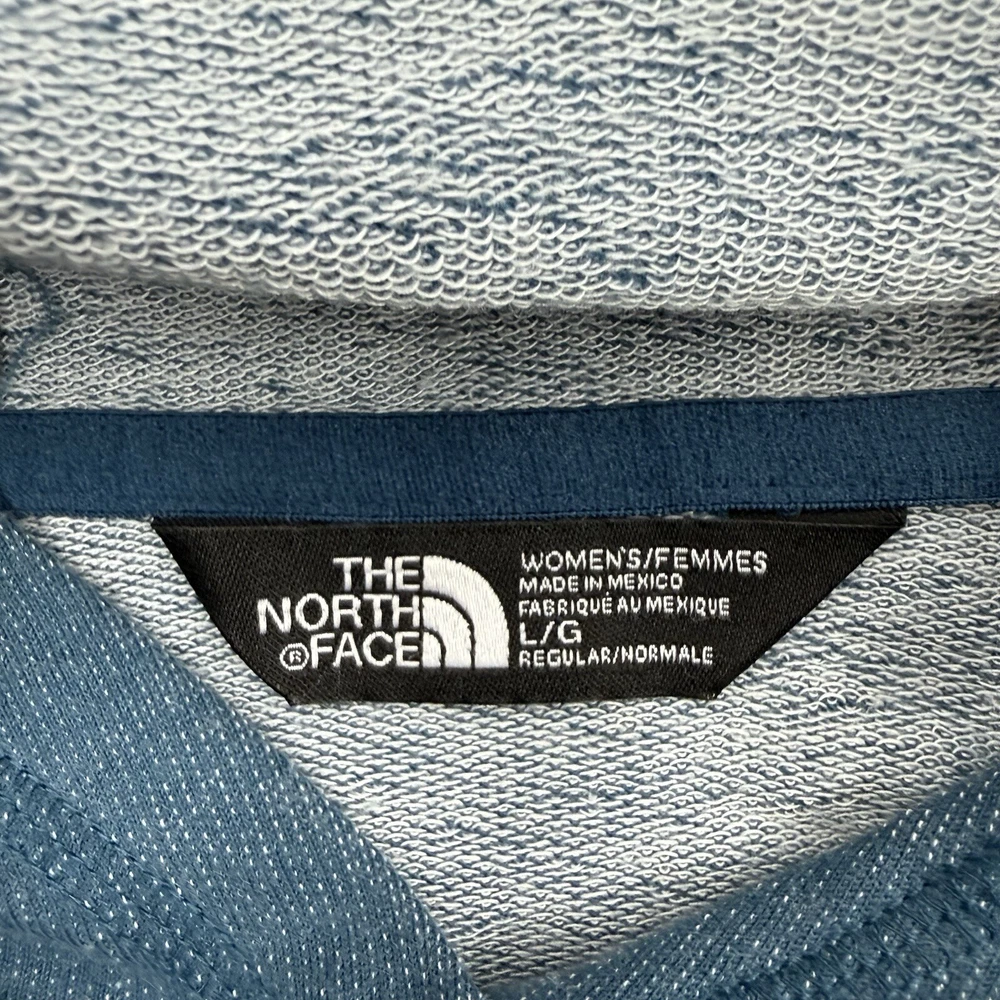 THE
NORTH
®FACE
WOMEN'S/FEMMES
MADE IN MEXICO
FABRIQUÉ AU MEXIQUE
L/G
REGULAR/NORMALE